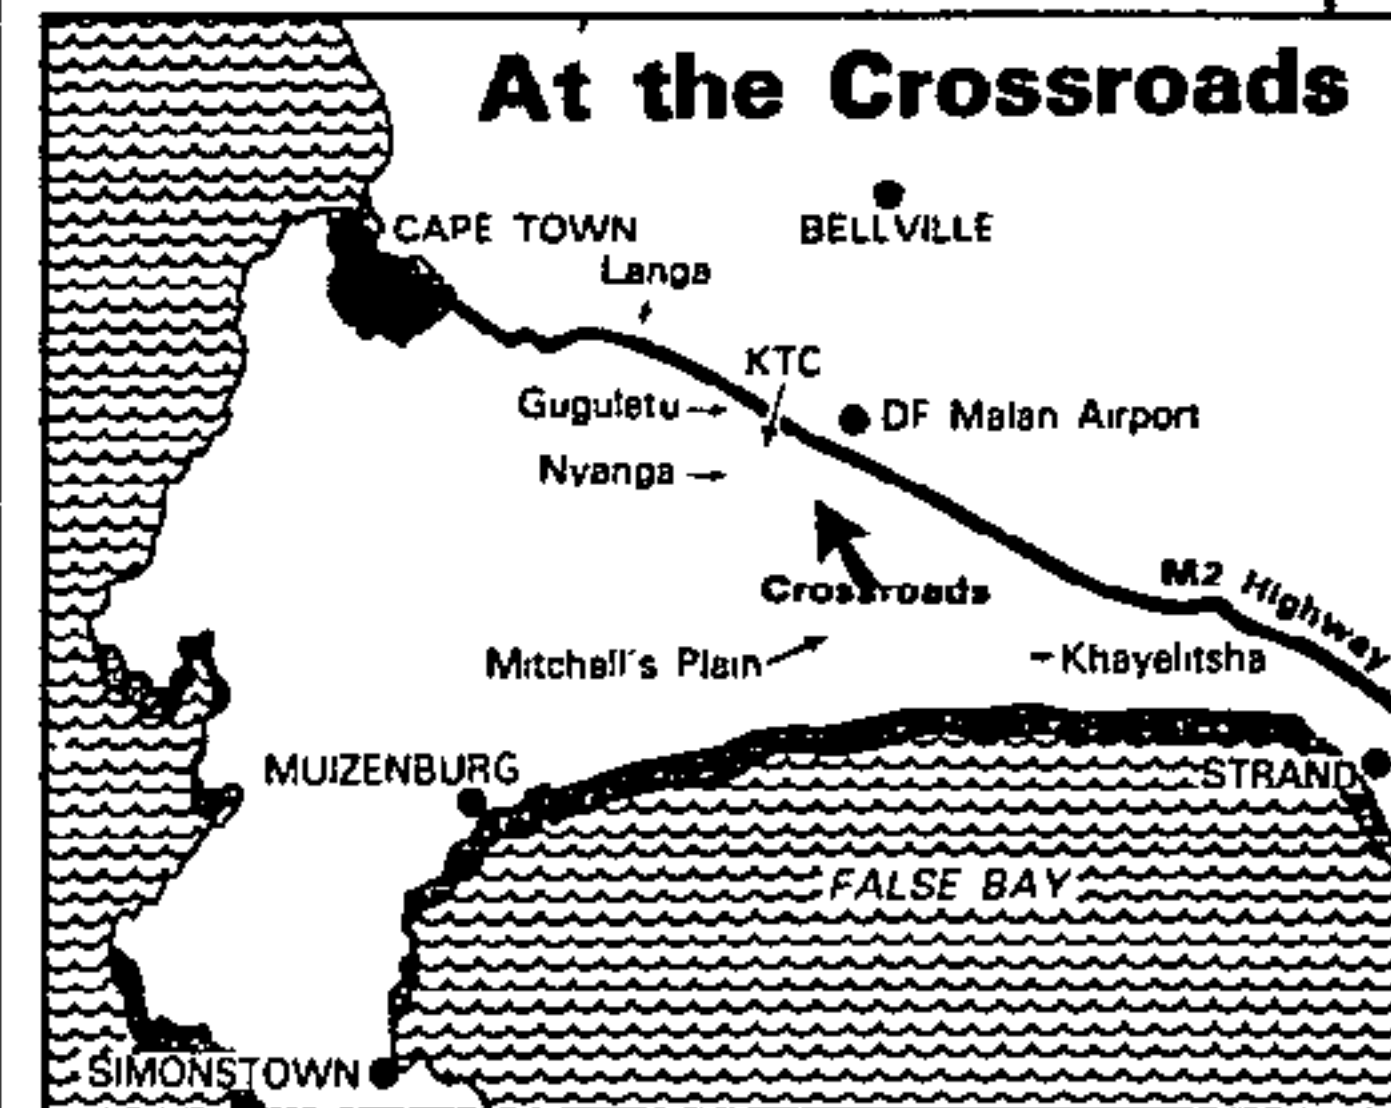 At the Crossroads
CAPE TOWN
BELLVILLE
Langa
KTC
Guguletu
DF Malan Airport
Nyanga
Crossroads
M2 Highway
Mitchell's Plain
Khayelitsha
MUIZENBURG
STRAND
FALSE BAY
SIMONSTOWN